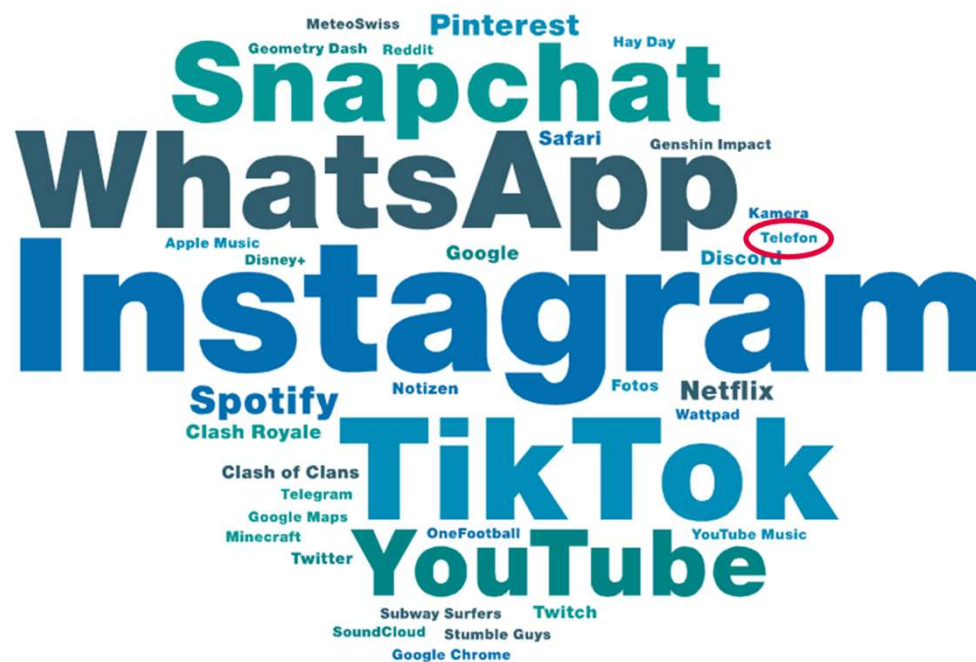 MeteoSwiss
Pinterest
Hay Day
Geometry Dash
Reddit
Snapchat
Safari
Genshin Impact
WhatsApp
Kamera
Telefon
Apple Music
Google
Disney+
Discord
Instagram
Spotify
Notizen
Fotos
Netflix
Wattpad
Clash Royale
TikTok
Clash of Clans
Telegram
Google Maps
Minecraft
OneFootball
YouTube Music
Twitter
YouTube
Subway Surfers
Twitch
SoundCloud
Stumble Guys
Google Chrome